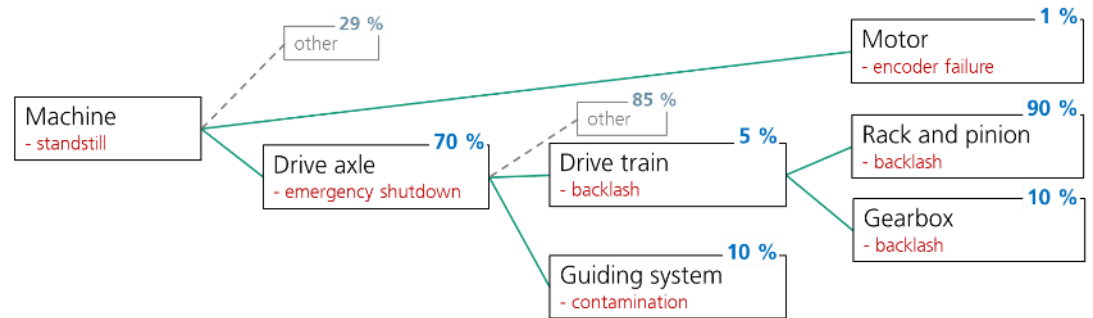 29 %
other
1 %
Motor
- encoder failure
Machine
- standstill
85 %
other
70 %
Drive axle
- emergency shutdown
5 %
Drive train
- backlash
90 %
Rack and pinion
- backlash
10 %
Gearbox
- backlash
10 %
Guiding system
- contamination